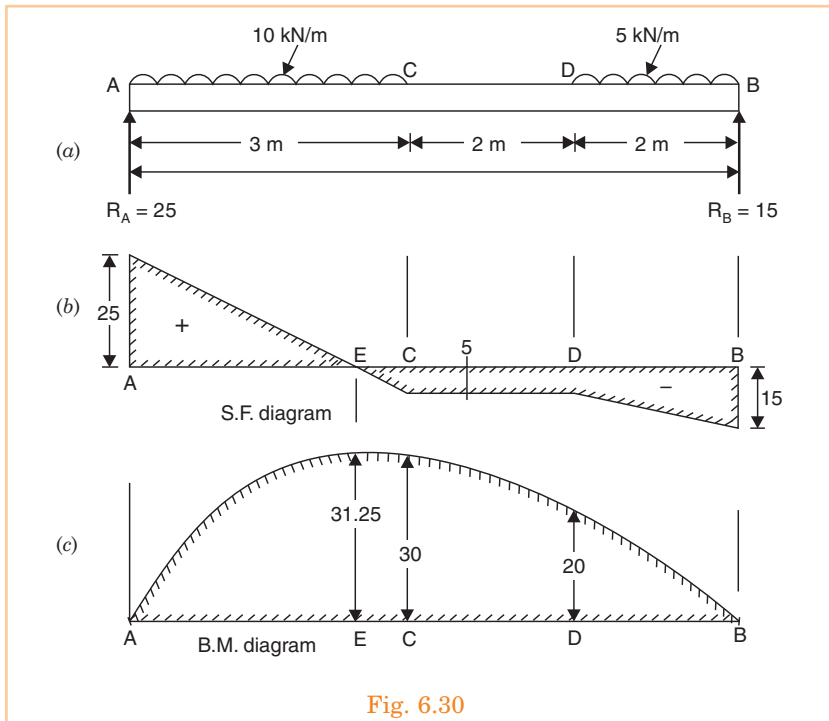 10 kN/m 5 kN/m
A C D B
(a) 3 m 2 m 2 m
R_A = 25 R_B = 15
(b) 25 + E C 5 D B
A – 15
S.F. diagram
(c) 31.25 30 20
A E C D B
B.M. diagram
Fig. 6.30